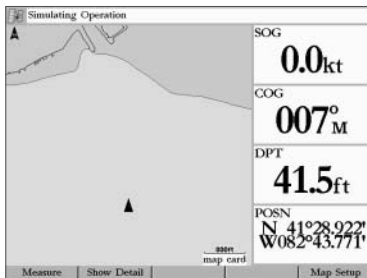 Simulating Operation
SOG
0.0kt
COG
007°M
DPT
41.5ft
POSN
N 41°28.922'
W082°43.771'
800ft
map card
Measure
Show Detail
Map Setup